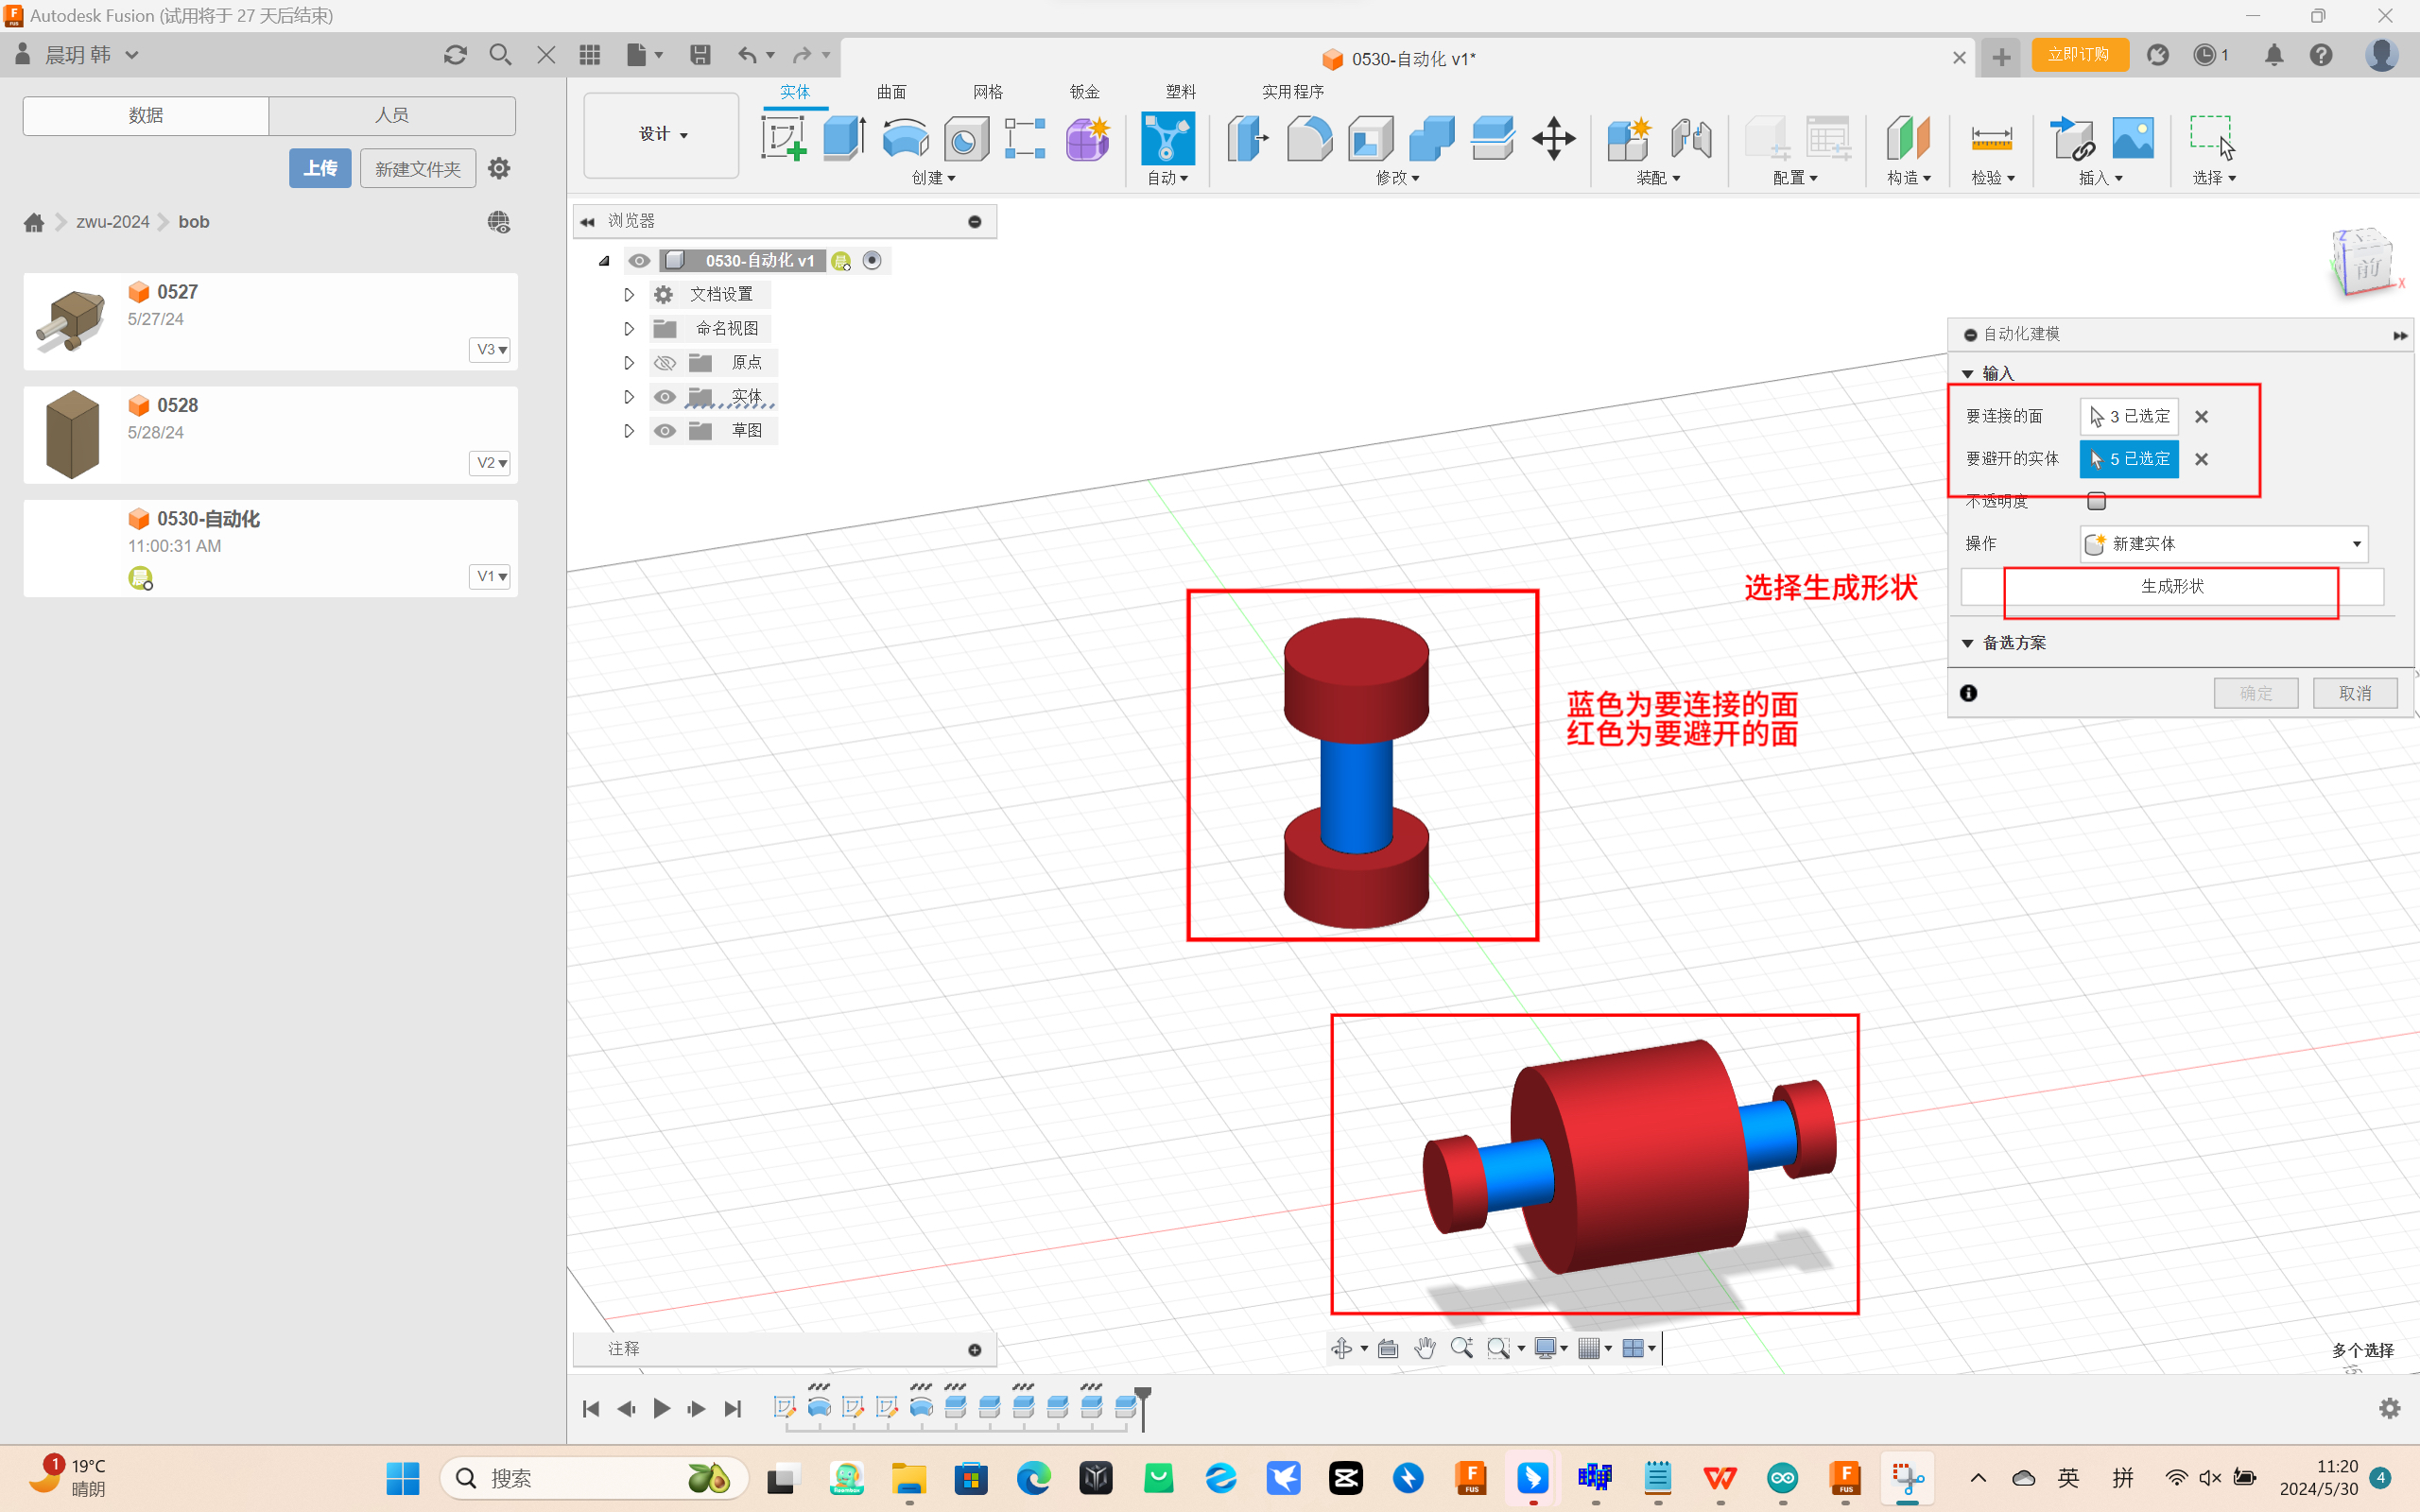 Autodesk Fusion (试用将于 27 天后结束)
晨玥 韩
0530-自动化 v1*
立即订购
1
数据
人员
上传
新建文件夹
zwu-2024
bob
0527
5/27/24
V3
0528
5/28/24
V2
0530-自动化
11:00:31 AM
晨
V1
设计
实体
曲面
网格
钣金
塑料
实用程序
创建
自动
修改
装配
配置
构造
检验
插入
选择
浏览器
0530-自动化 v1
晨
文档设置
命名视图
原点
实体
草图
Z
前
X
自动化建模
输入
要连接的面
3 已选定
要避开的实体
5 已选定
不透明度
操作
新建实体
生成形状
备选方案
确定
取消
选择生成形状
蓝色为要连接的面
红色为要避开的面
注释
多个选择
1
19°C
晴朗
搜索
英
拼
11:20
2024/5/30
4